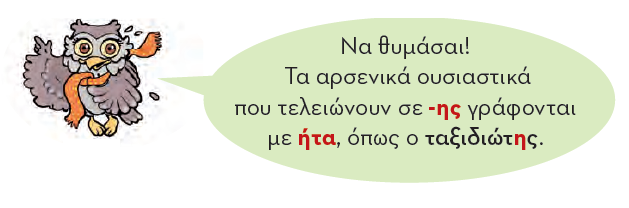 Να θυμάσαι!
Τα αρσενικά ουσιαστικά
που τελειώνουν σε -ης γράφονται
με ήτα, όπως ο ταξιδιώτης.